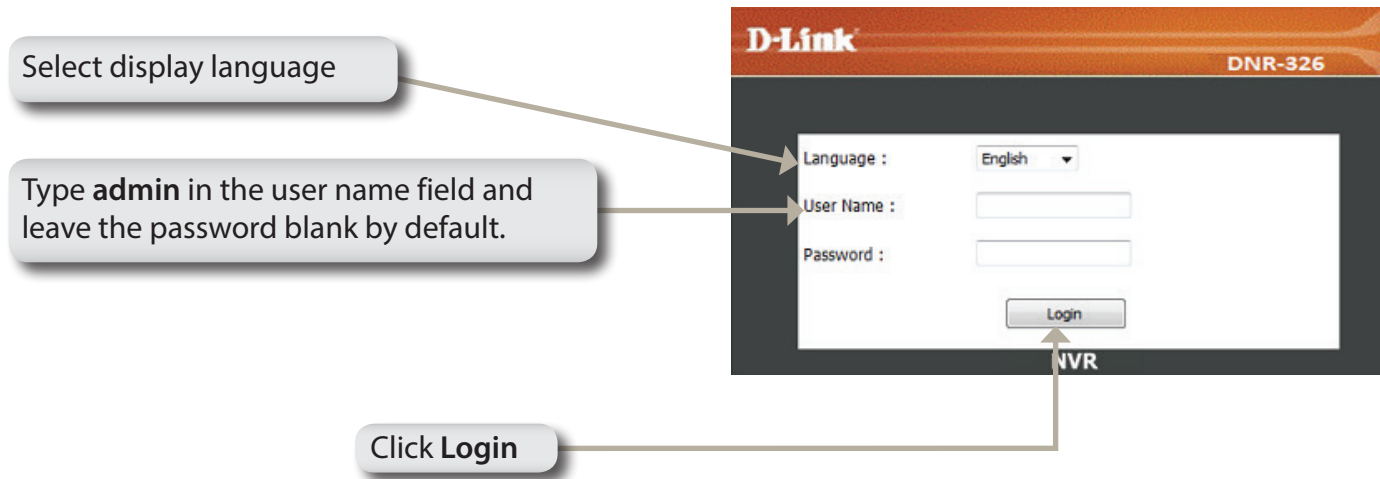 D-Link
DNR-326
Select display language
Language :
English
Type admin in the user name field and
leave the password blank by default.
User Name :
Password :
Login
NVR
Click Login